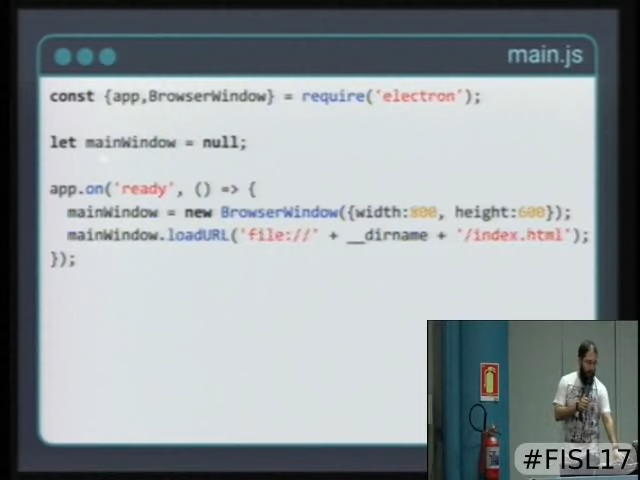 main.js
const {app,BrowserWindow} = require('electron');
let mainWindow = null;
app.on('ready', () => {
mainWindow = new BrowserWindow({width:800, height:600});
mainWindow.loadURL('file://' + __dirname + '/index.html');
});
#FISL17